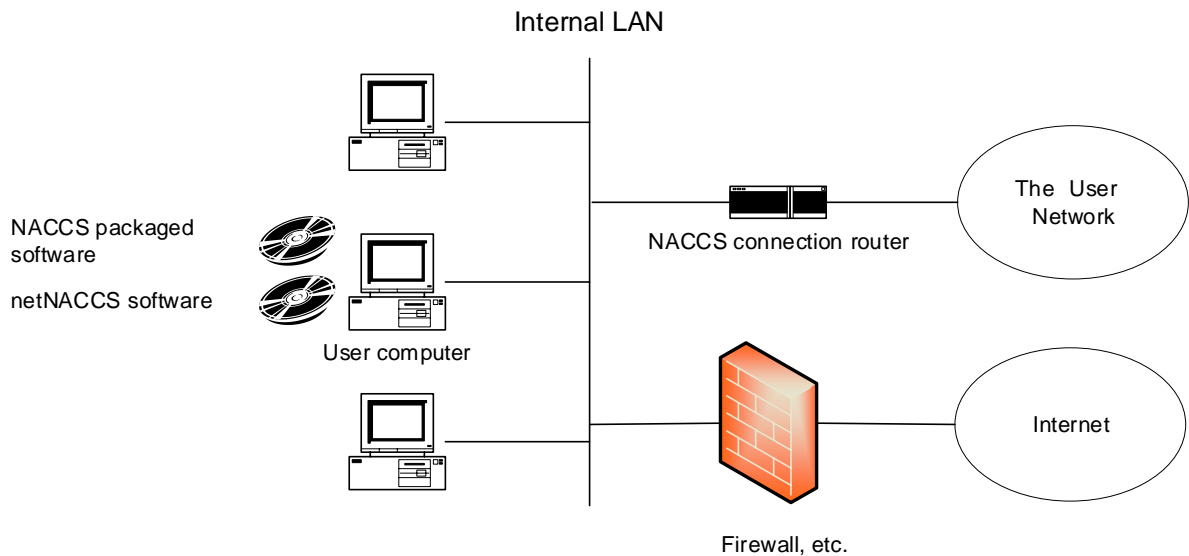 Internal LAN
The User
Network
NACCS connection router
NACCS packaged
software
netNACCS software
User computer
Internet
Firewall, etc.